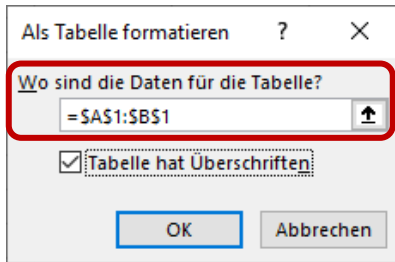 Als Tabelle formatieren ?
Wo sind die Daten für die Tabelle?
=$A$1:$B$1
Tabelle hat Überschriften
OK Abbrechen